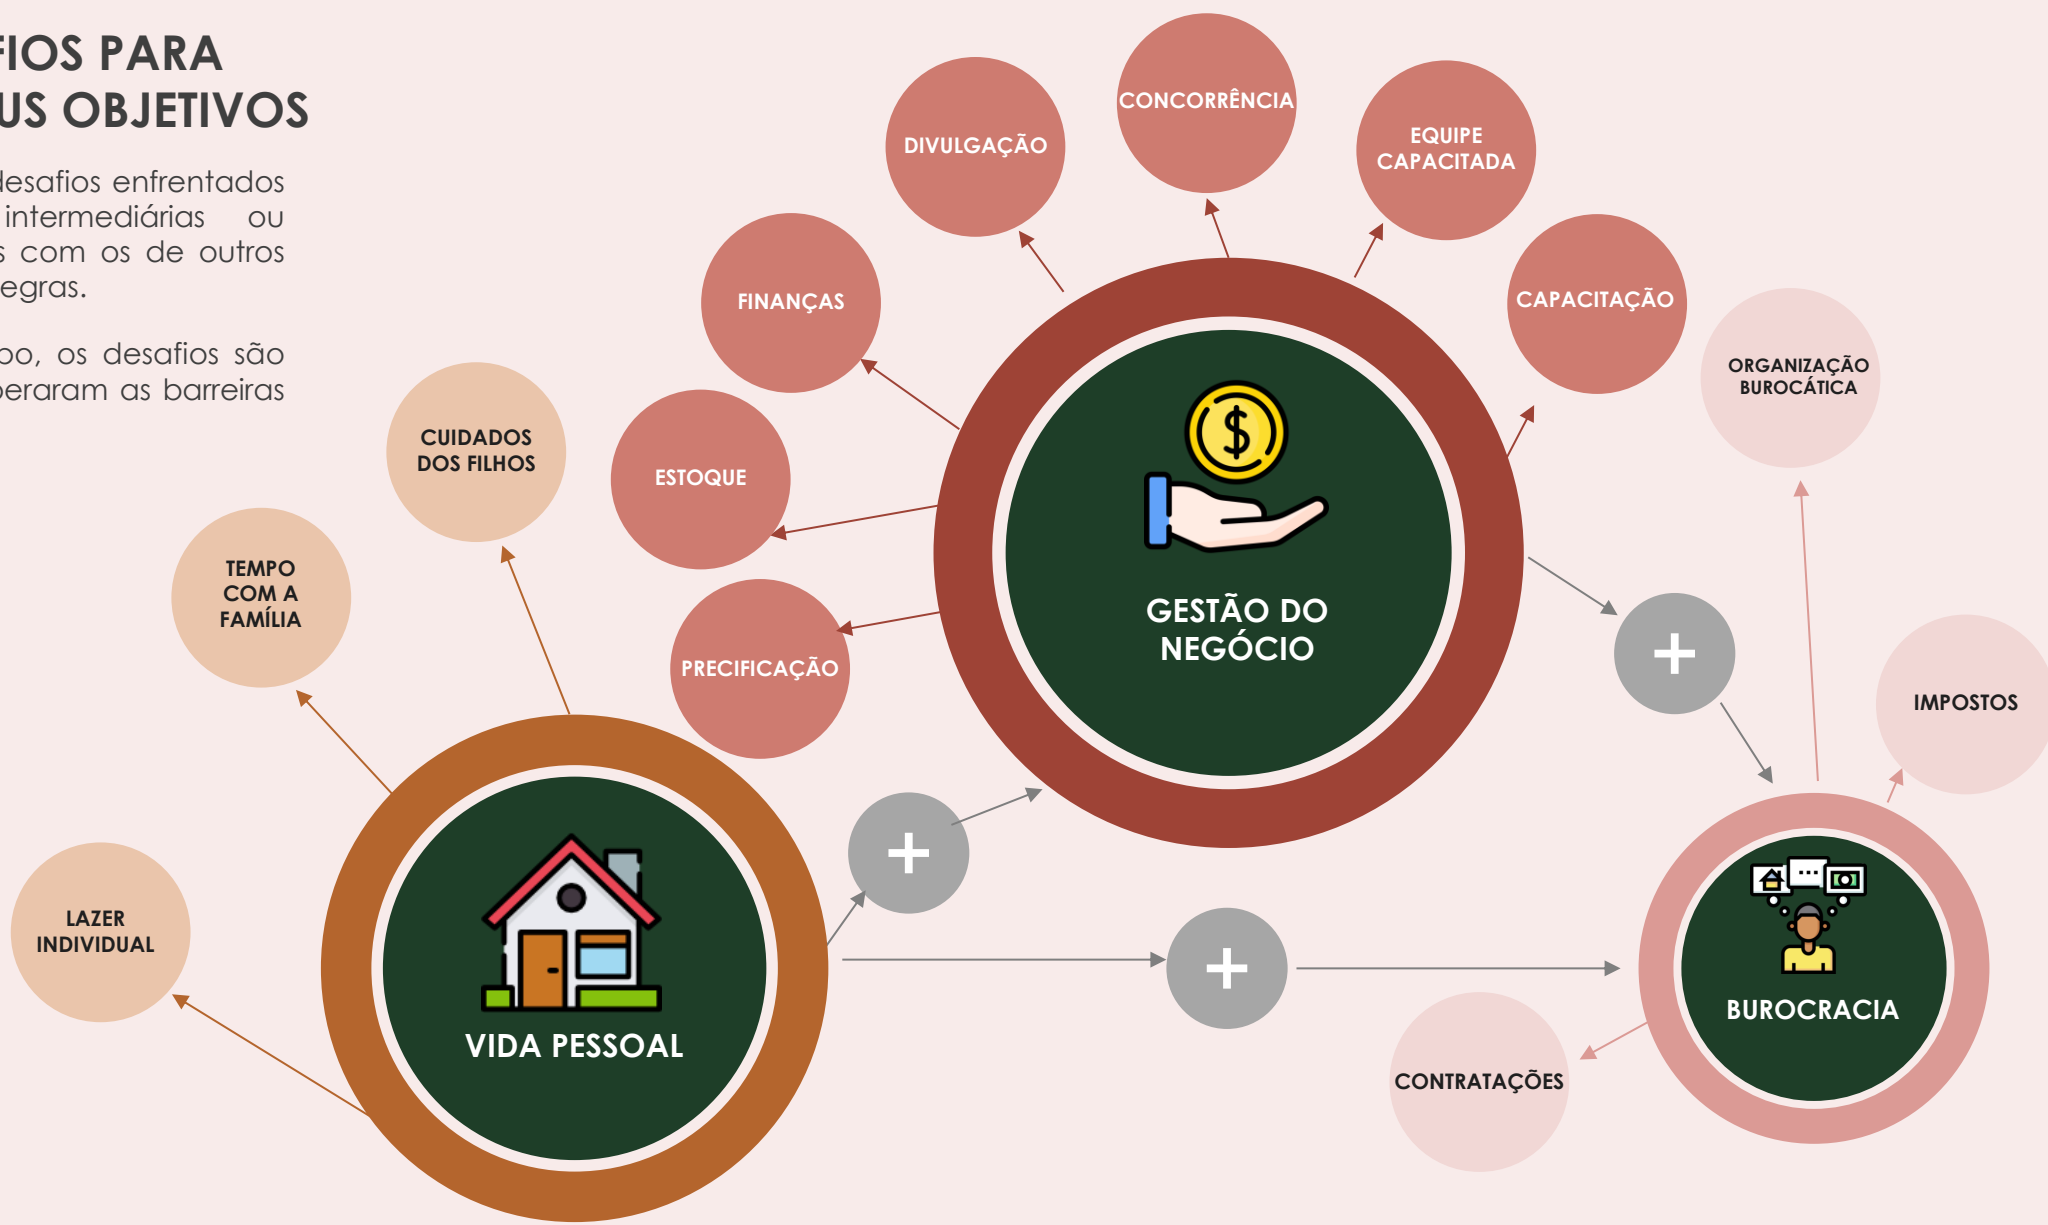 FIOS PARA
US OBJETIVOS
desafios enfrentados
intermediárias ou
s com os de outros
egras.
po, os desafios são
peraram as barreiras
CONCORRÊNCIA
DIVULGAÇÃO
EQUIPE
CAPACITADA
FINANÇAS
CAPACITAÇÃO
ORGANIZAÇÃO
BUROCÁTICA
CUIDADOS
DOS FILHOS
ESTOQUE
$
TEMPO
COM A
FAMÍLIA
GESTÃO DO
NEGÓCIO
PRECIFICAÇÃO
+
IMPOSTOS
+
LAZER
INDIVIDUAL
+
VIDA PESSOAL
BUROCRACIA
CONTRATAÇÕES